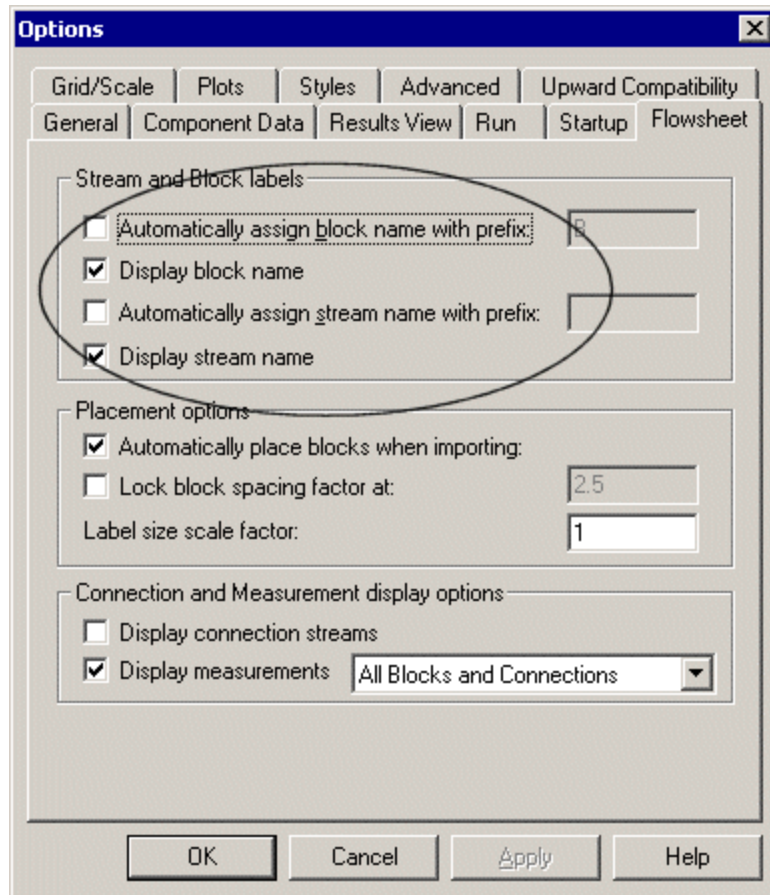 Options
Grid/Scale Plots Styles Advanced Upward Compatibility
General Component Data Results View Run Startup Flowsheet
Stream and Block labels
Automatically assign block name with prefix: B
Display block name
Automatically assign stream name with prefix:
Display stream name
Placement options
Automatically place blocks when importing:
Lock block spacing factor at: 2.5
Label size scale factor: 1
Connection and Measurement display options
Display connection streams
Display measurements All Blocks and Connections
OK Cancel Apply Help